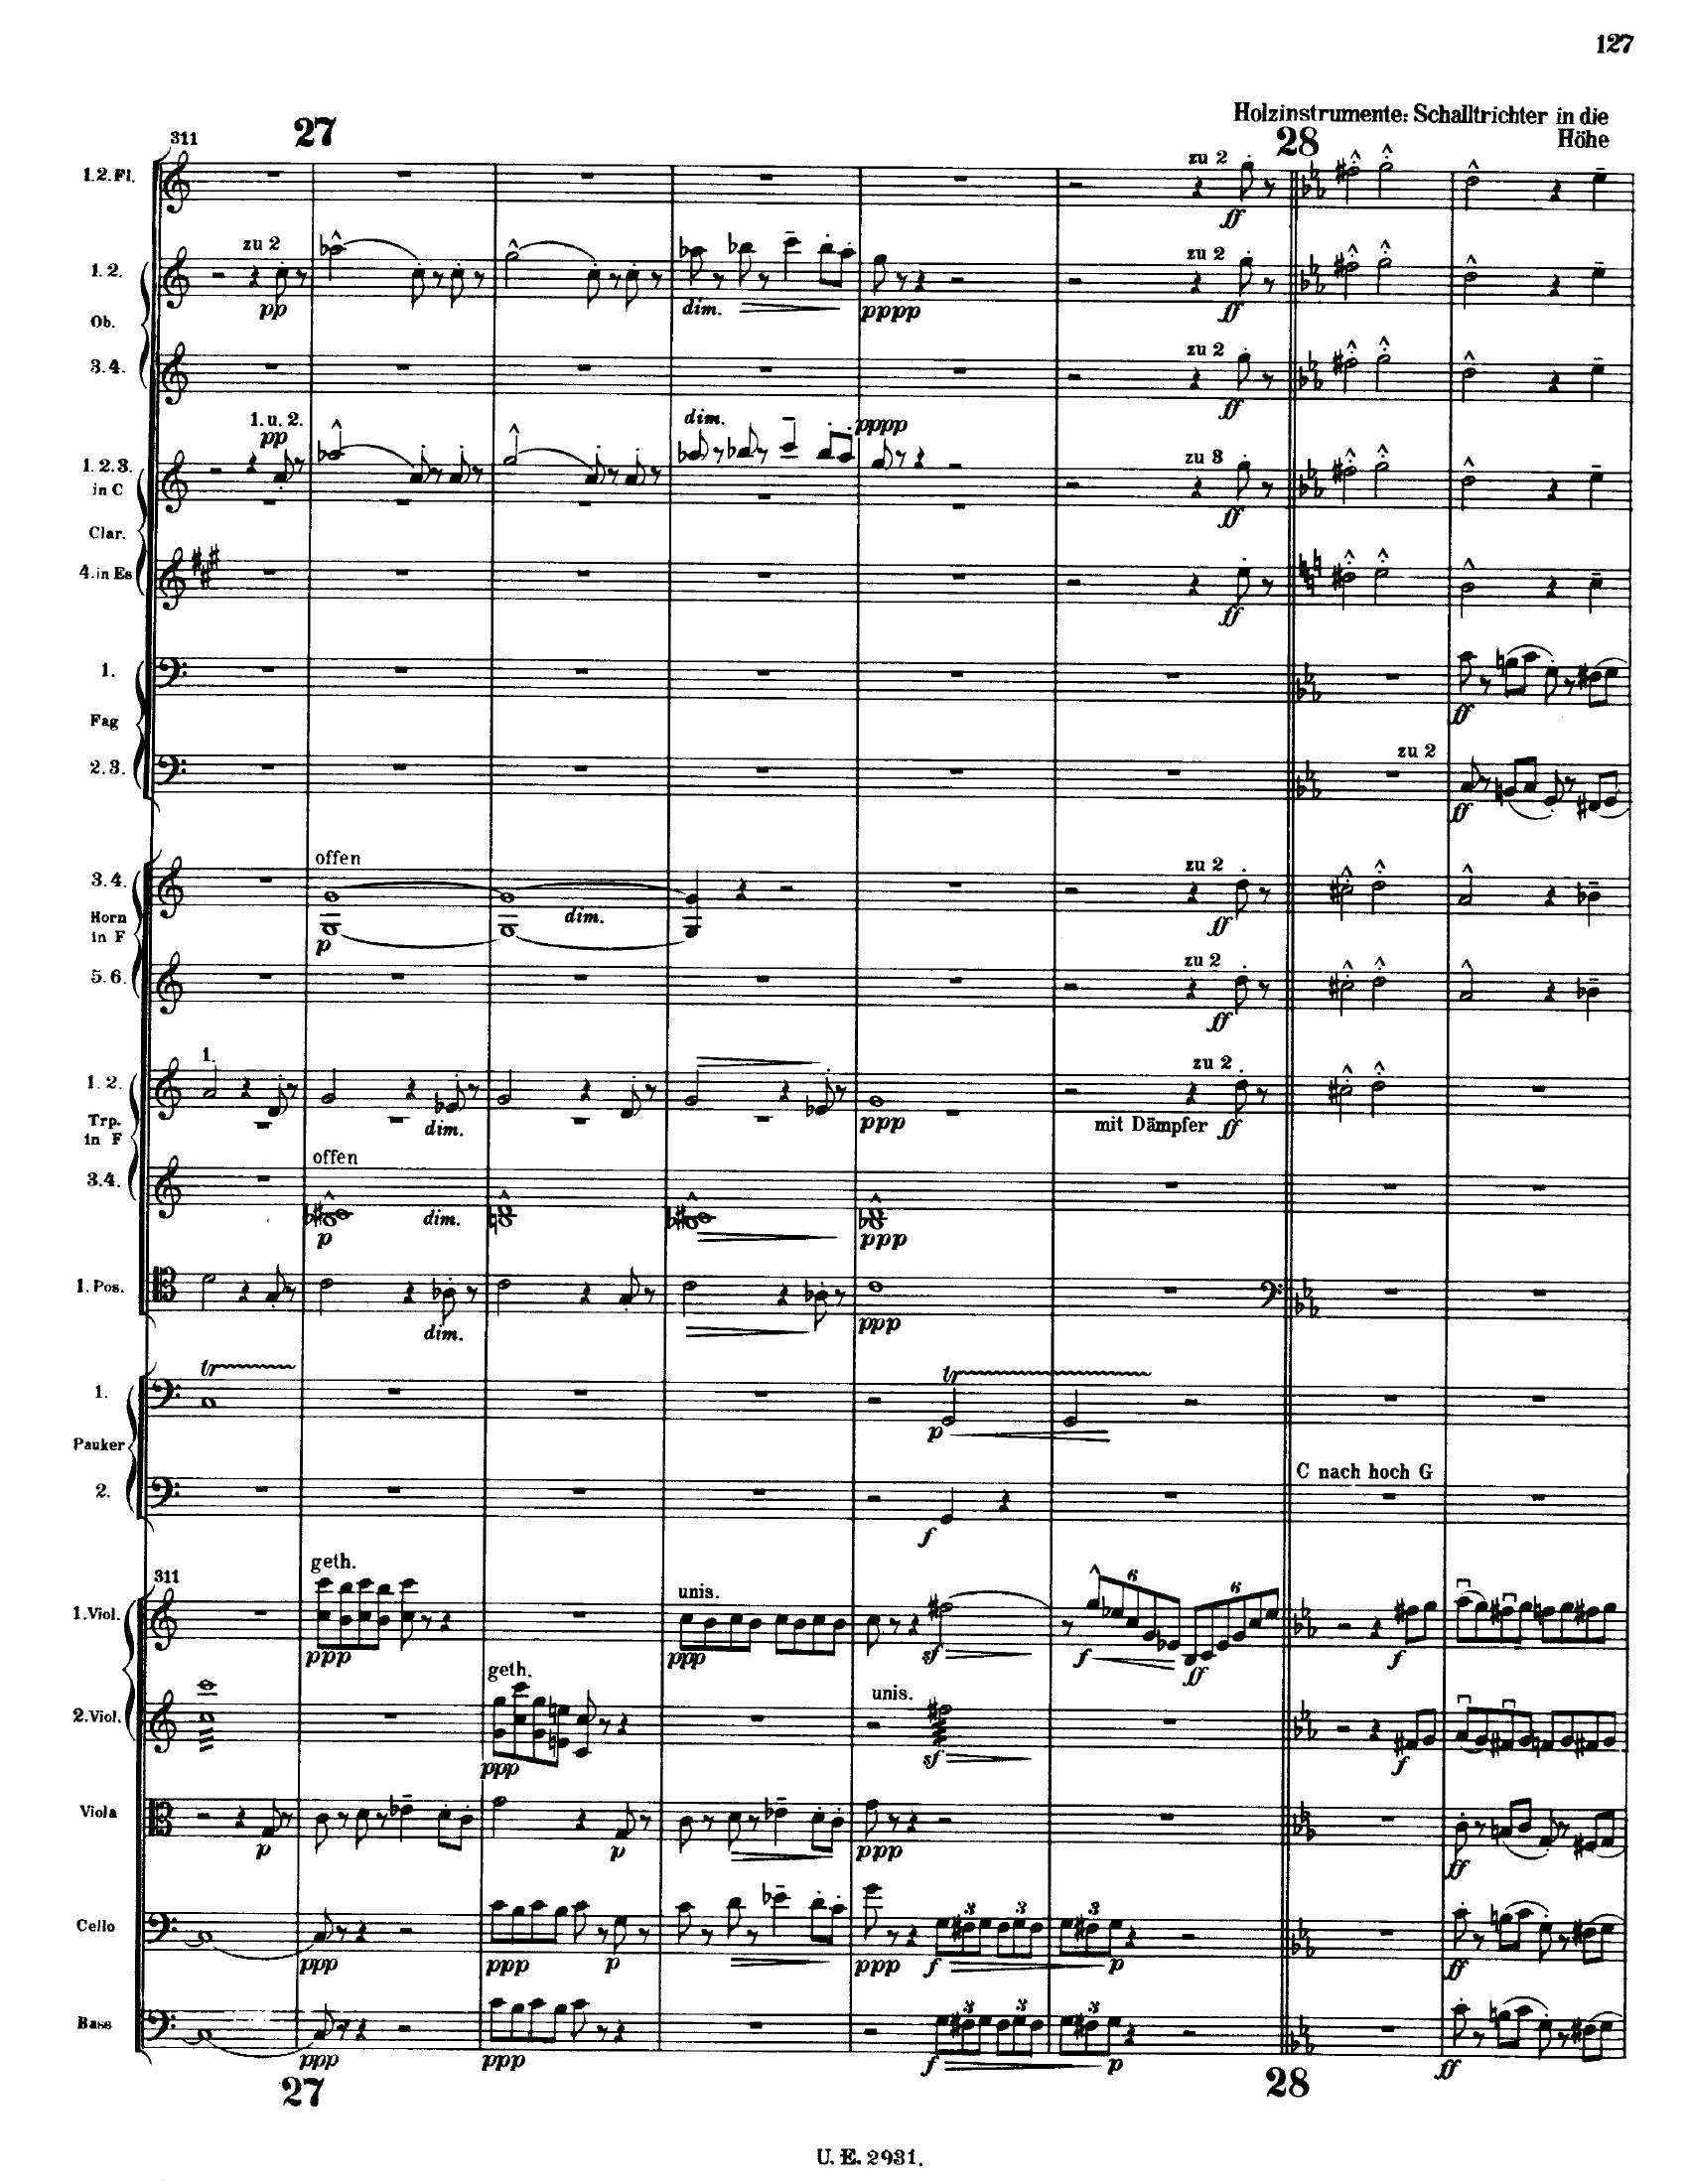 127
Holzinstrumente: Schalltrichter in die
Höhe
311 27 28
1.2. Fl. zu 2 ff
zu 2 zu 2
1. 2. pp dim. pppp ff
Ob.
3.4. zu 2 ff
1. u. 2. pp dim. pppp zu 3
1. 2. 3.
in C ff
Clar.
4. in Es ff
1. ff
Fag
2.3. zu 2 ff
offen zu 2
3.4. p dim. ff
Horn
in F
5.6. zu 2 ff
1. zu 2
1. 2.
Trp. dim. ppp mit Dämpfer ff
in F
offen
3.4. p dim. ppp
1. Pos. dim. ppp
tr tr
1. p
Pauker
C nach hoch G
2. f
311 geth. unis. 6 6
1. Viol. ppp ppp sf f ff f
geth. unis.
2. Viol. ppp sf f
Viola p p ppp ff
Cello ppp ppp p ppp f 3 3 3 p ff
Bass ppp ppp f 3 3 3 p ff
27 28
U. E. 2931.